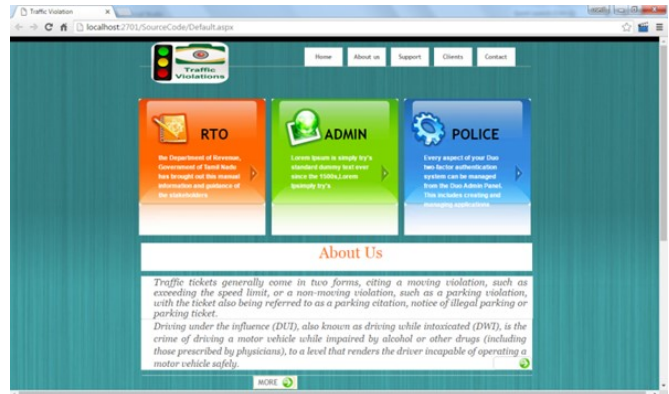 Traffic Violation
localhost:2701/SourceCode/Default.aspx
Traffic
Violations
Home
About us
Support
Clients
Contact
RTO
the Department of Revenue,
Government of Tamil Nadu
has brought out this manual
information and guidance of
the stakeholders
ADMIN
Lorem Ipsum is simply try's
standard dummy text ever
since the 1500s,Lorem
Ipsimply try's
POLICE
Every aspect of your Duo
two-factor authentication
system can be managed
from the Duo Admin Panel.
This includes creating and
managing applications
About Us
Traffic tickets generally come in two forms, citing a moving violation, such as
exceeding the speed limit, or a non-moving violation, such as a parking violation,
with the ticket also being referred to as a parking citation, notice of illegal parking or
parking ticket.
Driving under the influence (DUI), also known as driving while intoxicated (DWI), is the
crime of driving a motor vehicle while impaired by alcohol or other drugs (including
those prescribed by physicians), to a level that renders the driver incapable of operating a
motor vehicle safely.
MORE